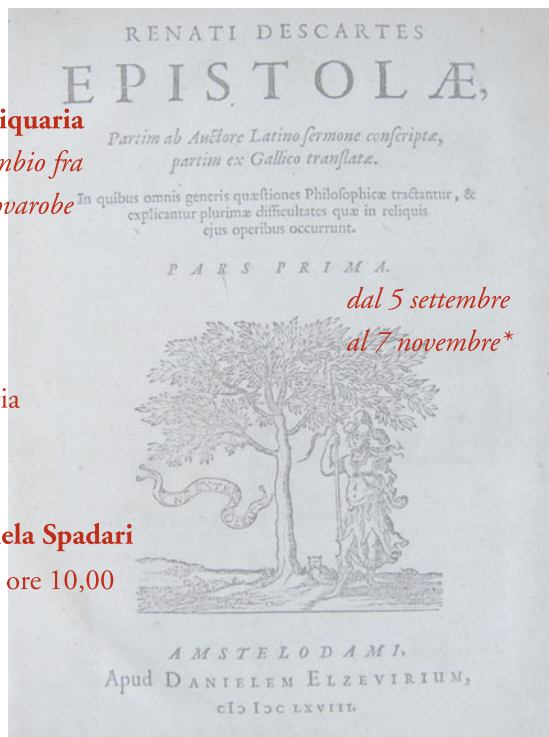 RENATI DESCARTES
EPISTOLÆ,
iquaria
Partim ab Auctore Latino ſermone conſcriptæ,
mbio fra
partim ex Gallico tranſlatæ.
ovarobe
In quibus omnis generis quæſtiones Philoſophicæ tractantur, &
explicantur plurimæ difficultates quæ in reliquis
ejus operibus occurrunt.
PARS PRIMA.
dal 5 settembre
al 7 novembre*
ia
ela Spadari
ore 10,00
AMSTELODAMI,
Apud DANIELEM ELZEVIRIUM,
cIↃ IↃc LXVIII.